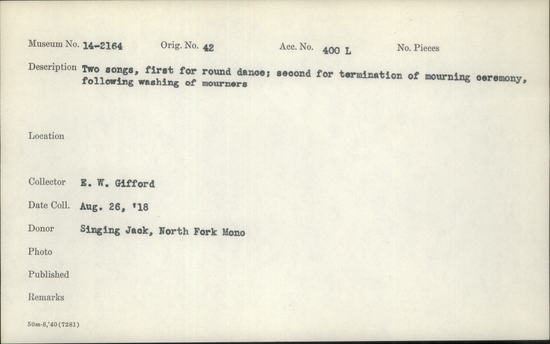 Museum No. 14-2164 Orig. No. 42 Acc. No. 400 L No. Pieces
Description Two songs, first for round dance; second for termination of mourning ceremony,
following washing of mourners
Location
Collector E. W. Gifford
Date Coll. Aug. 26, '18
Donor Singing Jack, North Fork Mono
Photo
Published
Remarks
50m-8,'40(7281)